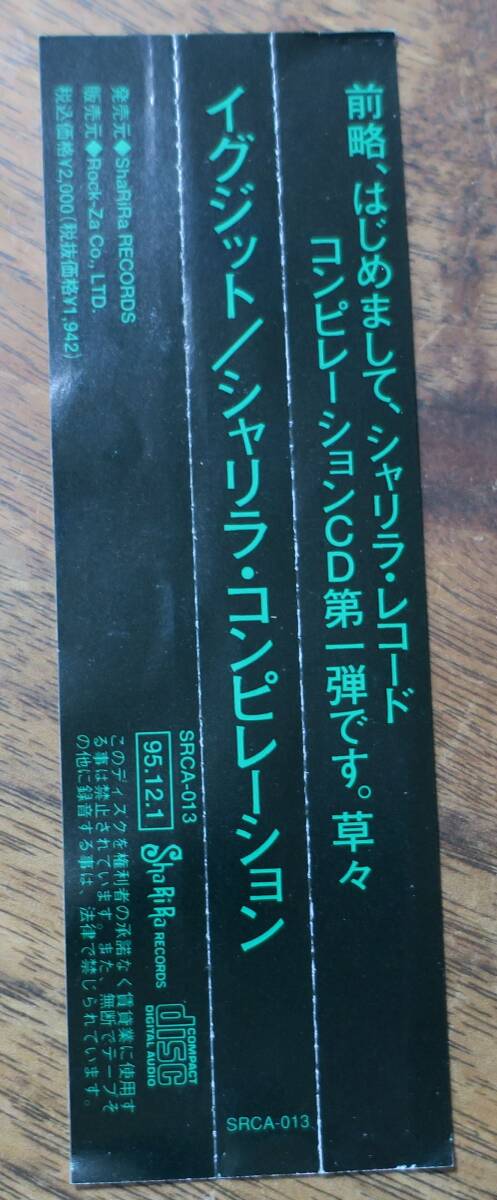 前略、はじめまして、シャリラ・レコード
コンピレーションCD第一弾です。草々
イグジット/シャリラ・コンピレーション
SRCA-013
発売元◆ShaRiRa RECORDS
販売元◆Rock-Za Co., LTD.
税込価格¥2,000(税抜価格¥1,942)
SRCA-013
95.12.1
ShaRiRa RECORDS
COMPACT
disc
DIGITAL AUDIO
このディスクを権利者の承諾なく賃貸業に使用す
る事は禁止されています。また、無断でテープそ
の他に録音する事は、法律で禁じられています。